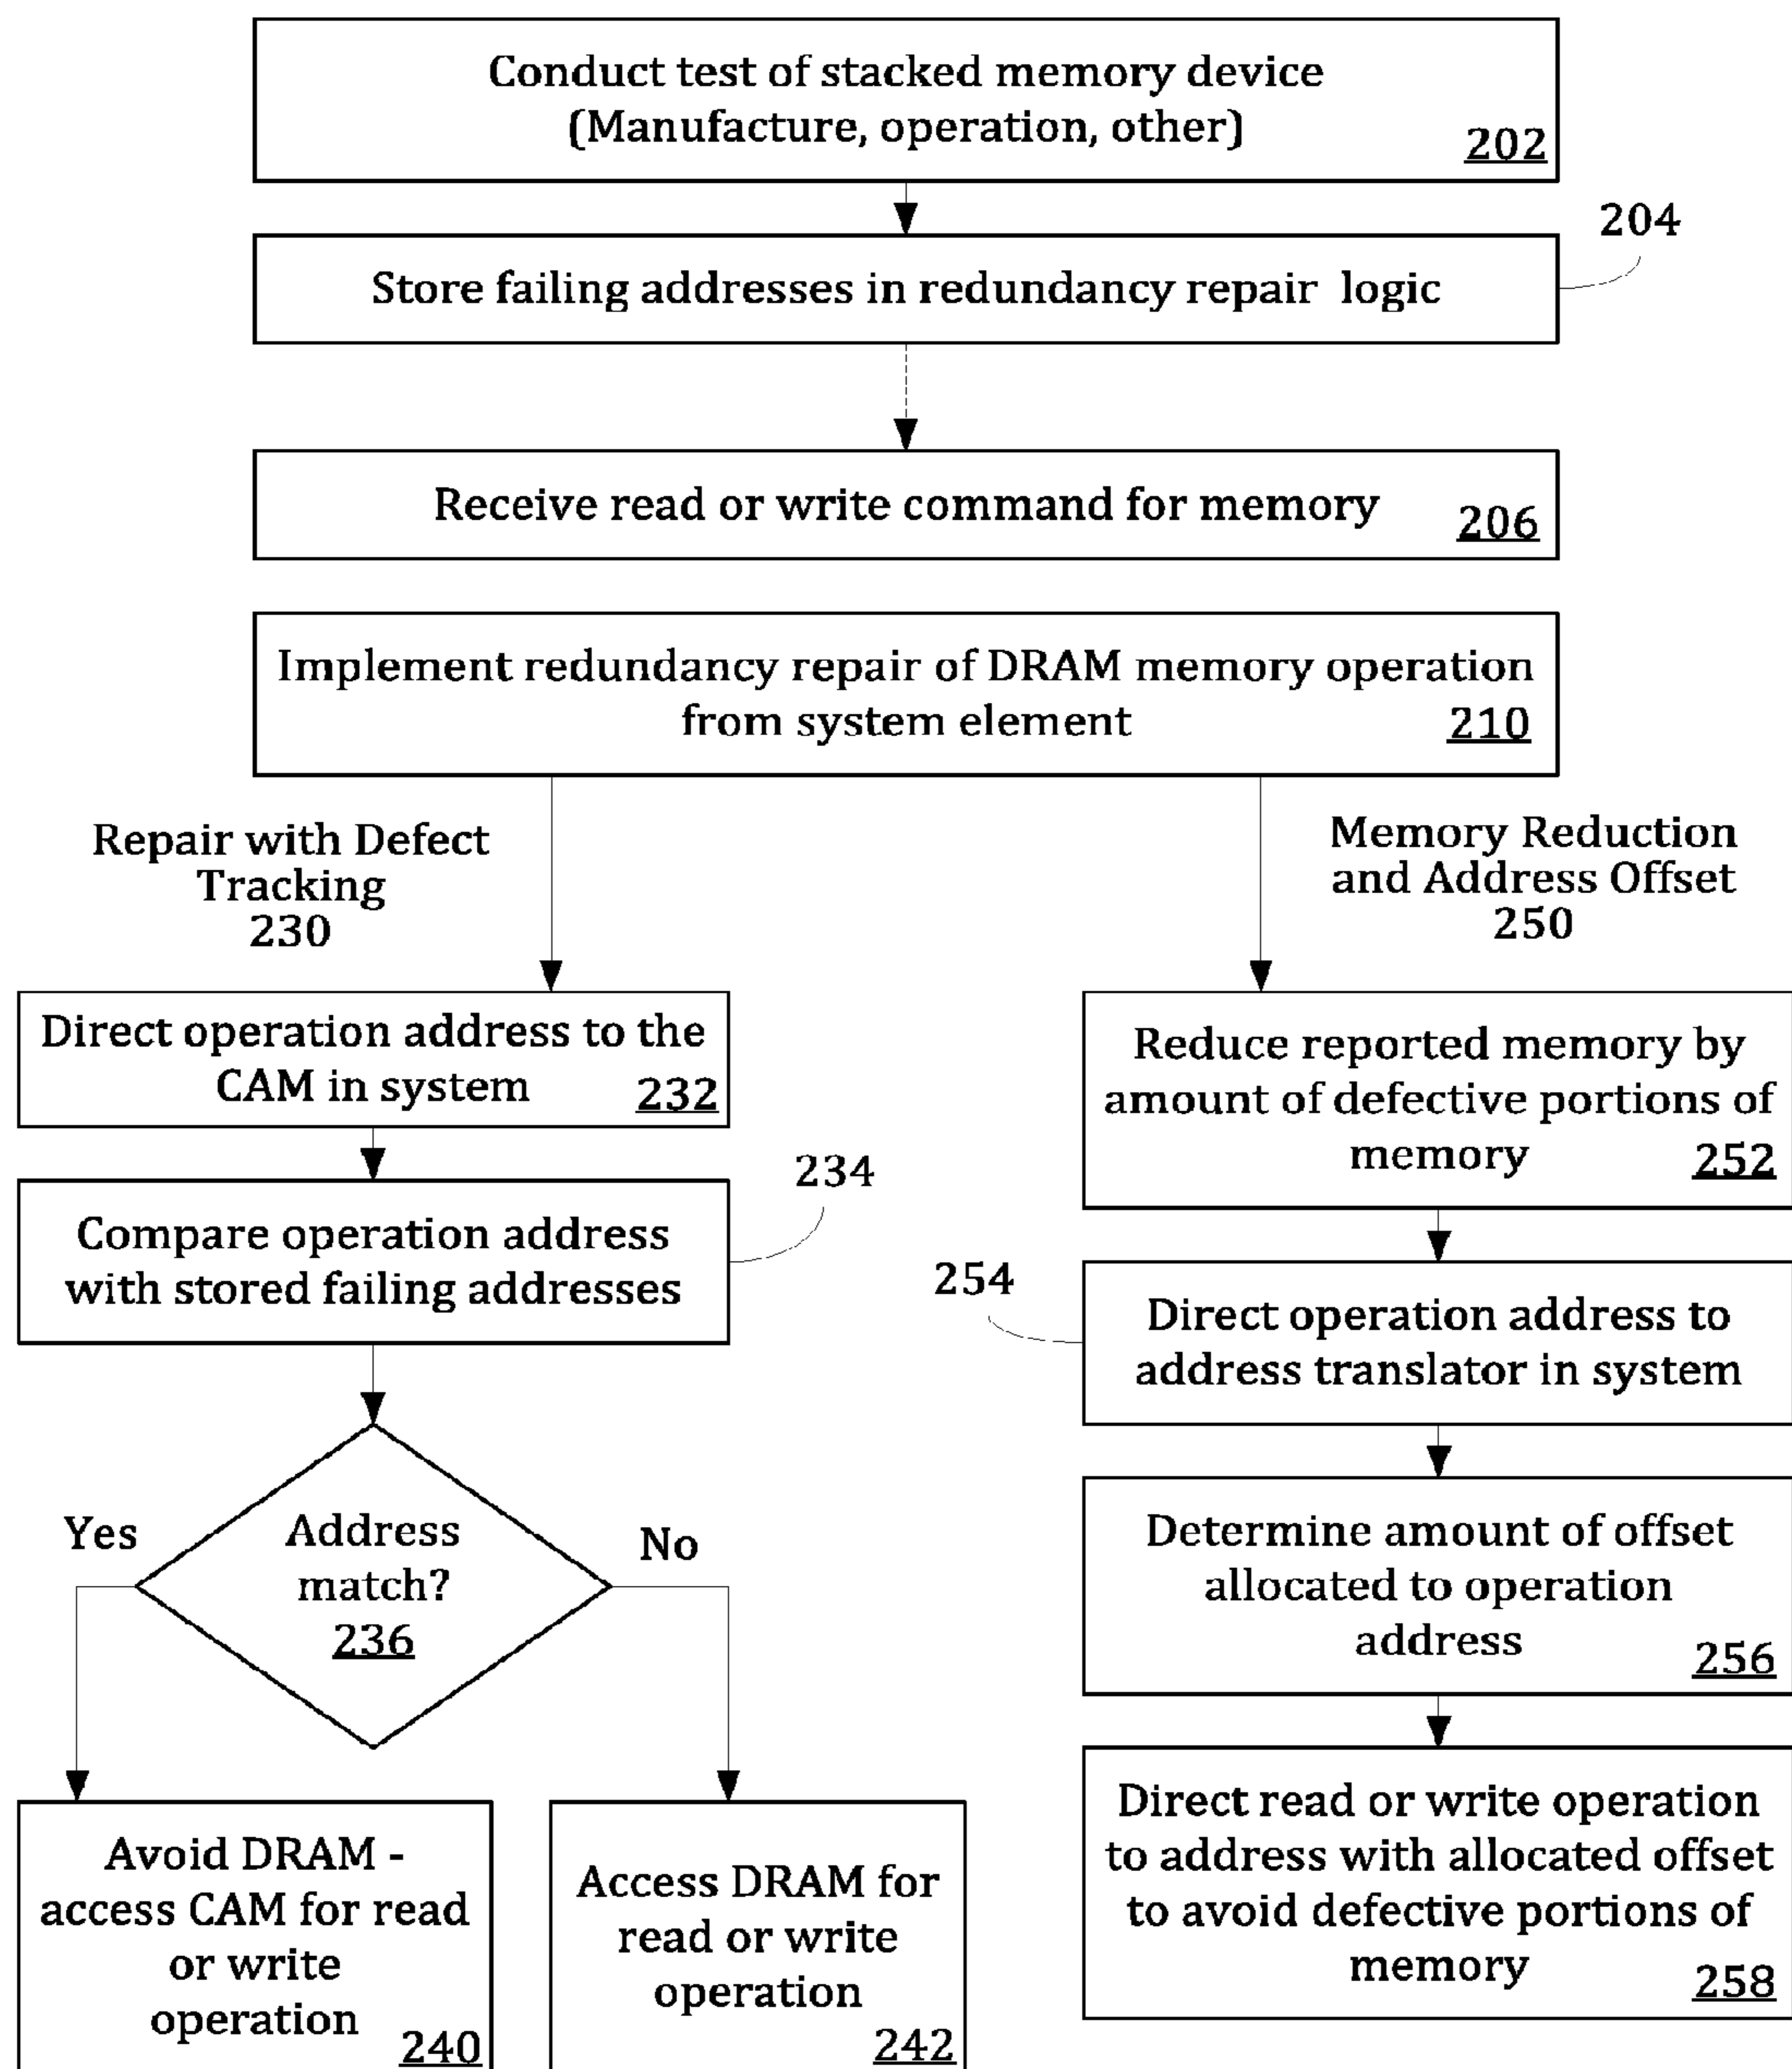 Conduct test of stacked memory device
(Manufacture, operation, other)
202
204
Store failing addresses in redundancy repair logic
Receive read or write command for memory
206
Implement redundancy repair of DRAM memory operation
from system element
210
Repair with Defect
Tracking
230
Memory Reduction
and Address Offset
250
Direct operation address to the
CAM in system
232
234
Compare operation address
with stored failing addresses
Address
match?
236
Yes
No
Avoid DRAM -
access CAM for read
or write
operation
240
Access DRAM for
read or write
operation
242
Reduce reported memory by
amount of defective portions of
memory
252
254
Direct operation address to
address translator in system
Determine amount of offset
allocated to operation
address
256
Direct read or write operation
to address with allocated offset
to avoid defective portions of
memory
258